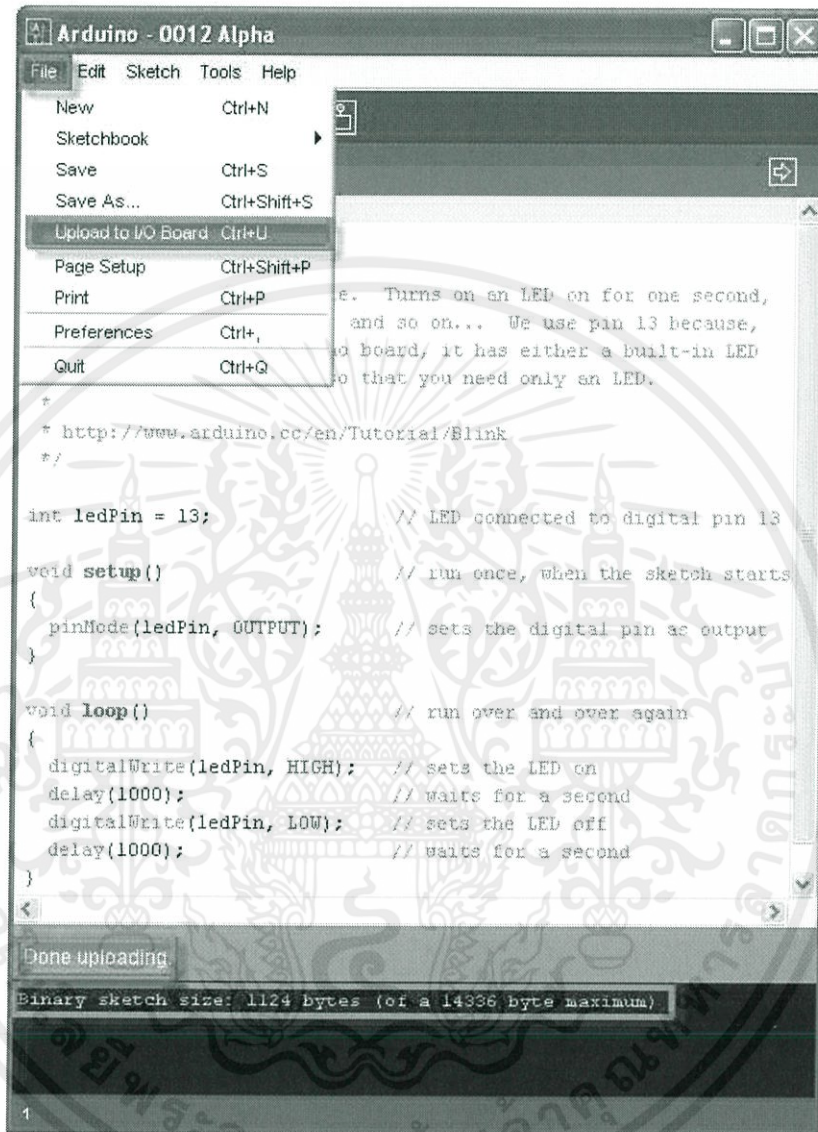 Arduino - 0012 Alpha
File Edit Sketch Tools Help
New Ctrl+N
Sketchbook
Save Ctrl+S
Save As... Ctrl+Shift+S
Upload to I/O Board Ctrl+U
Page Setup Ctrl+Shift+P
Print Ctrl+P
Preferences Ctrl+,
Quit Ctrl+Q
e. Turns on an LED on for one second,
and so on... We use pin 13 because,
o board, it has either a built-in LED
o that you need only an LED.
*
* http://www.arduino.cc/en/Tutorial/Blink
*/
int ledPin = 13; // LED connected to digital pin 13
void setup() // run once, when the sketch starts
{
pinMode(ledPin, OUTPUT); // sets the digital pin as output
}
void loop() // run over and over again
{
digitalWrite(ledPin, HIGH); // sets the LED on
delay(1000); // waits for a second
digitalWrite(ledPin, LOW); // sets the LED off
delay(1000); // waits for a second
}
Done uploading.
Binary sketch size: 1124 bytes (of a 14336 byte maximum)
1